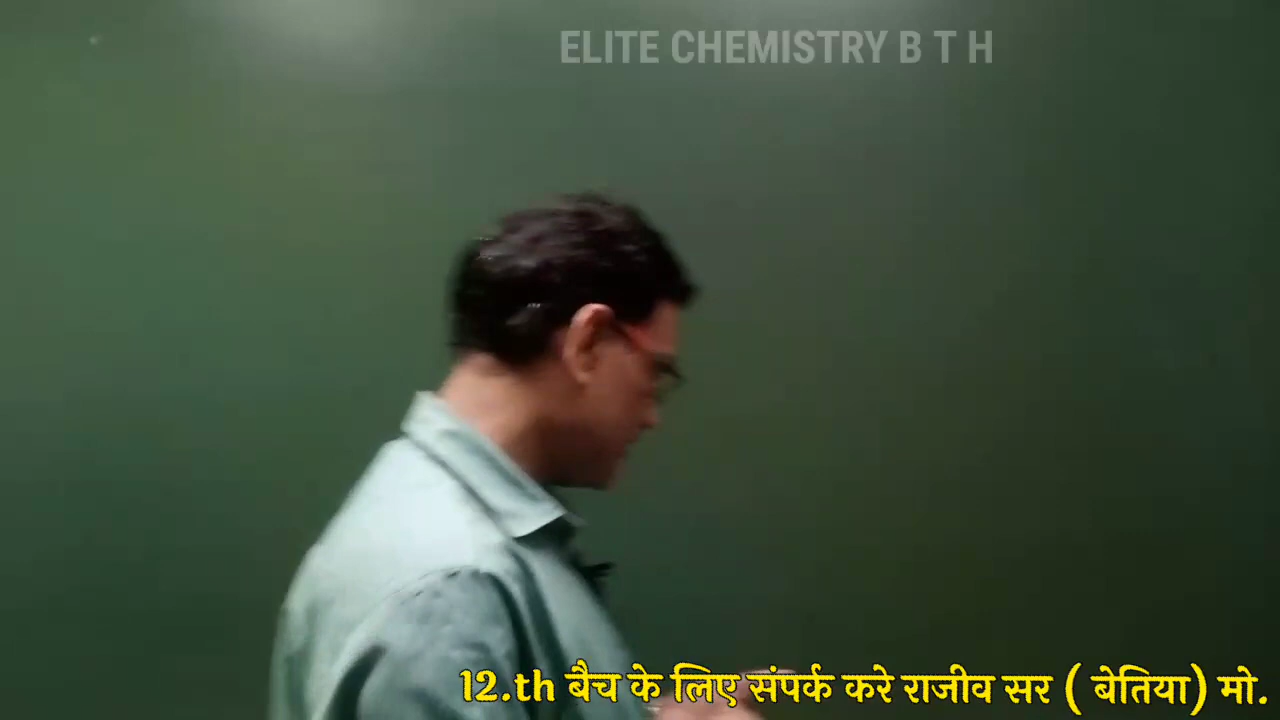 ELITE CHEMISTRY B T H
12.th बैच के लिए संपर्क करे राजीव सर ( बेतिया) मो.